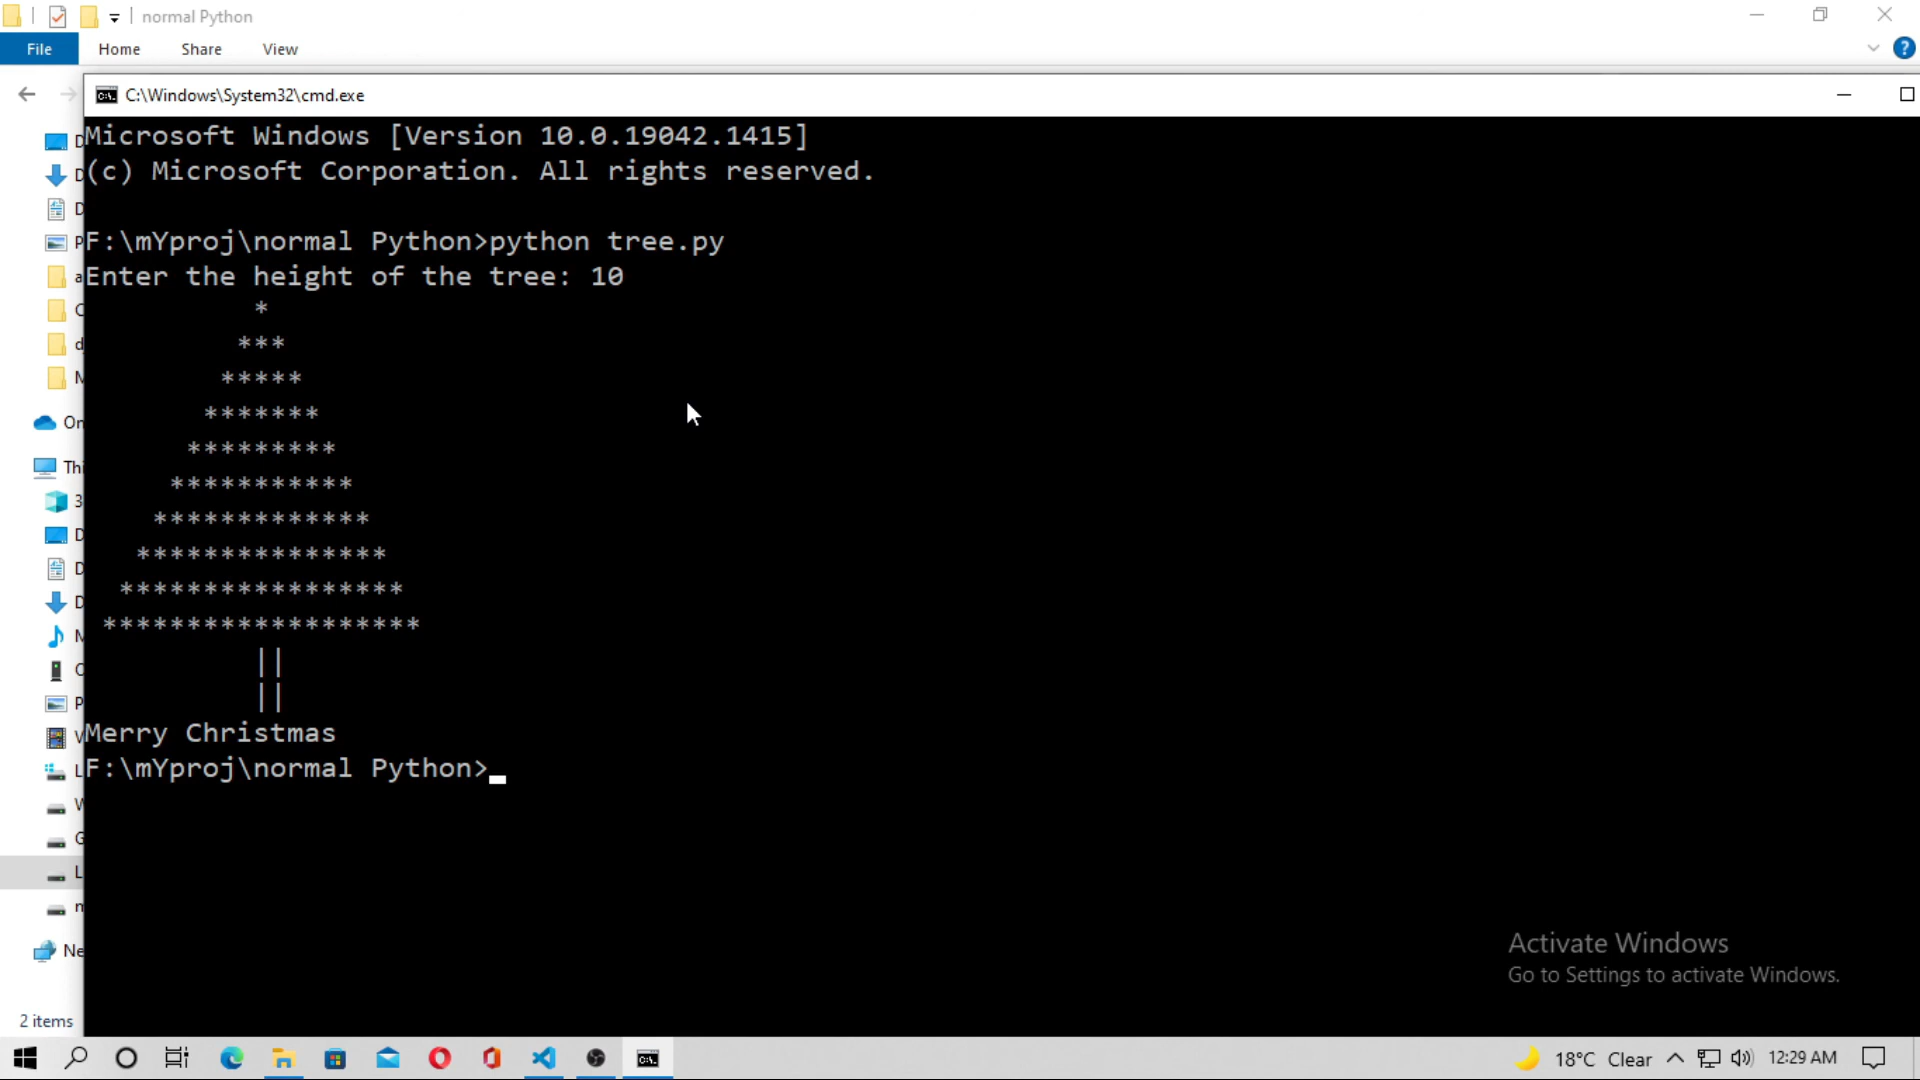 normal Python
File Home Share View
C:\Windows\System32\cmd.exe
Microsoft Windows [Version 10.0.19042.1415]
(c) Microsoft Corporation. All rights reserved.
F:\mYproj\normal Python>python tree.py
Enter the height of the tree: 10
*
***
*****
*******
*********
***********
*************
***************
*****************
*******************
||
||
Merry Christmas
F:\mYproj\normal Python>
Activate Windows
Go to Settings to activate Windows.
2 items
18°C Clear 12:29 AM